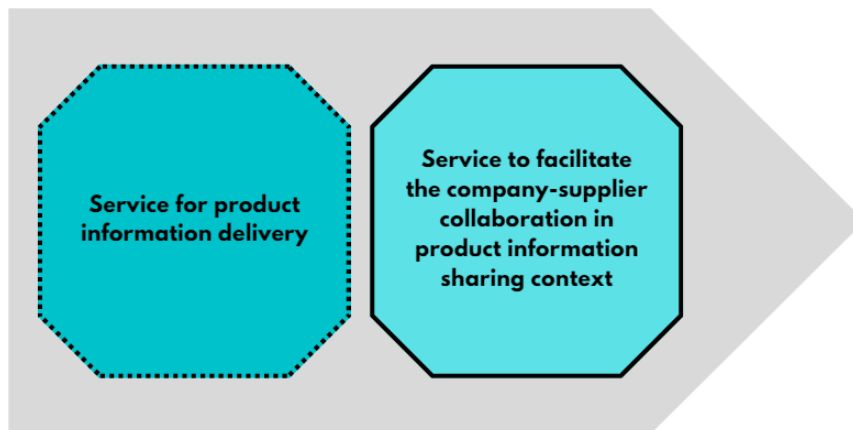 Service for product
information delivery
Service to facilitate
the company-supplier
collaboration in
product information
sharing context